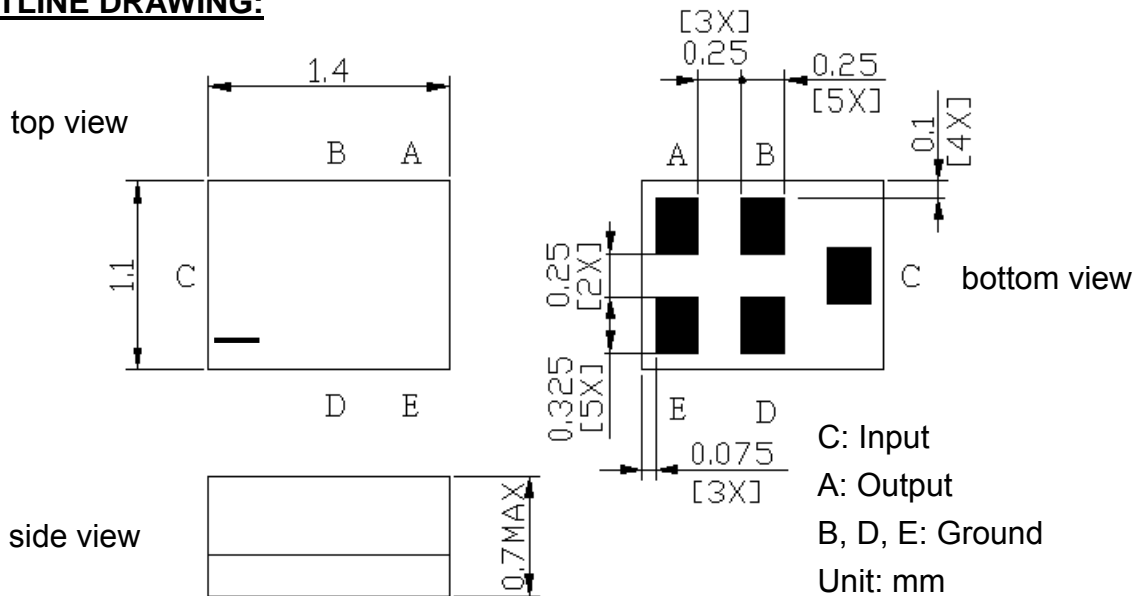 TLINE DRAWING:
top view
1.4
B A
1.1
C
D E
side view
0.7MAX
[3X]
0.25
0.25
[5X]
0.1
[4X]
A B
0.25
[2X]
C
bottom view
0.325
[5X]
E D
0.075
[3X]
C: Input
A: Output
B, D, E: Ground
Unit: mm